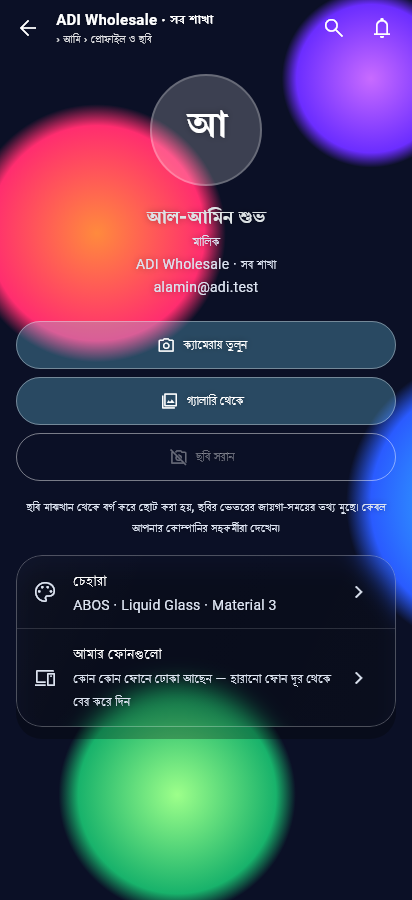 ADI Wholesale · সব শাখা
› আমি › প্রোফাইল ও ছবি
আ
আল-আমিন শুভ
মালিক
ADI Wholesale · সব শাখা
alamin@adi.test
ক্যামেরায় তুলুন
গ্যালারি থেকে
ছবি সরান
ছবি মাঝখান থেকে বর্গ করে ছোট করা হয়, ছবির ভেতরের জায়গা-সময়ের তথ্য মুছে। কেবল
আপনার কোম্পানির সহকর্মীরা দেখেন।
চেহারা
ABOS · Liquid Glass · Material 3
আমার ফোনগুলো
কোন কোন ফোনে ঢোকা আছেন — হারানো ফোন দূর থেকে
বের করে দিন